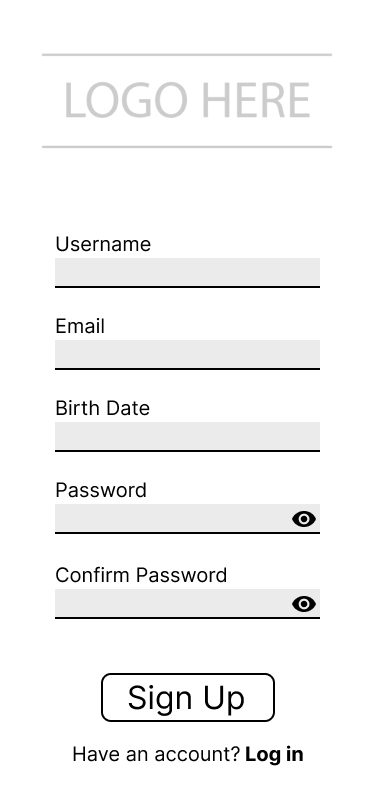 LOGO HERE
Username
Email
Birth Date
Password
Confirm Password
Sign Up
Have an account? Log in